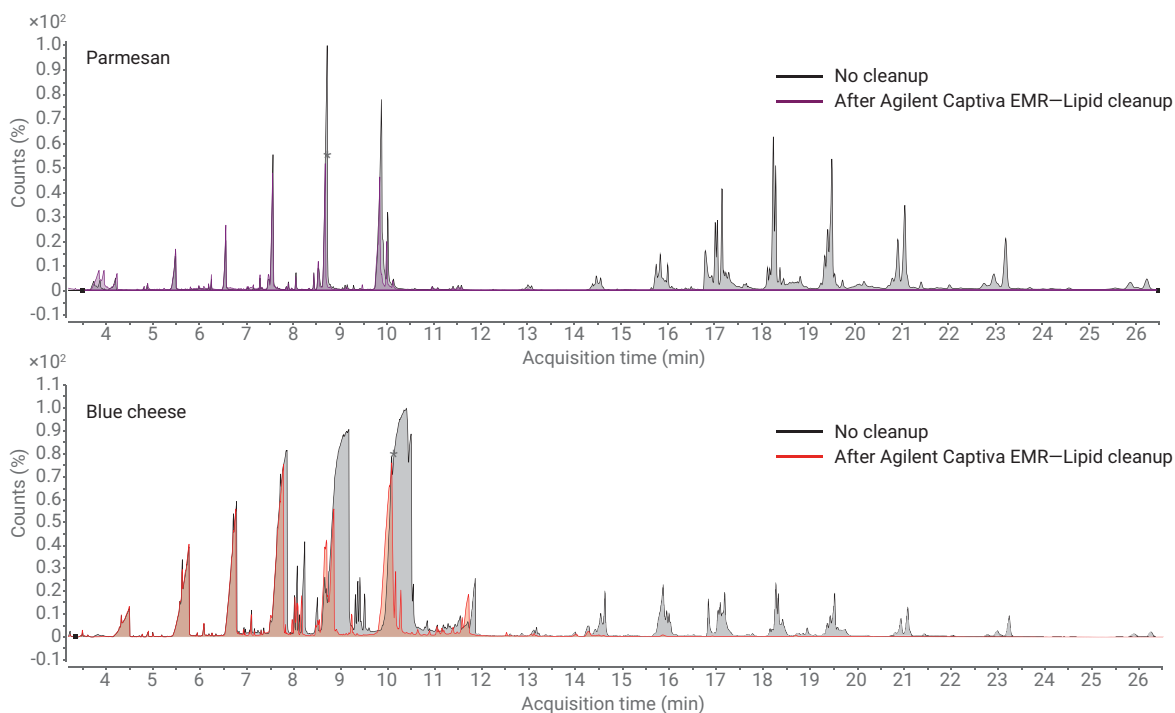 ×10²
Parmesan
No cleanup
After Agilent Captiva EMR—Lipid cleanup
Counts (%)
1.0
0.9
0.8
0.7
0.6
0.5
0.4
0.3
0.2
0.1
0
-0.1
4 5 6 7 8 9 10 11 12 13 14 15 16 17 18 19 20 21 22 23 24 25 26
Acquisition time (min)
×10²
Blue cheese
No cleanup
After Agilent Captiva EMR—Lipid cleanup
Counts (%)
1.1
1.0
0.9
0.8
0.7
0.6
0.5
0.4
0.3
0.2
0.1
0
-0.1
4 5 6 7 8 9 10 11 12 13 14 15 16 17 18 19 20 21 22 23 24 25 26
Acquisition time (min)